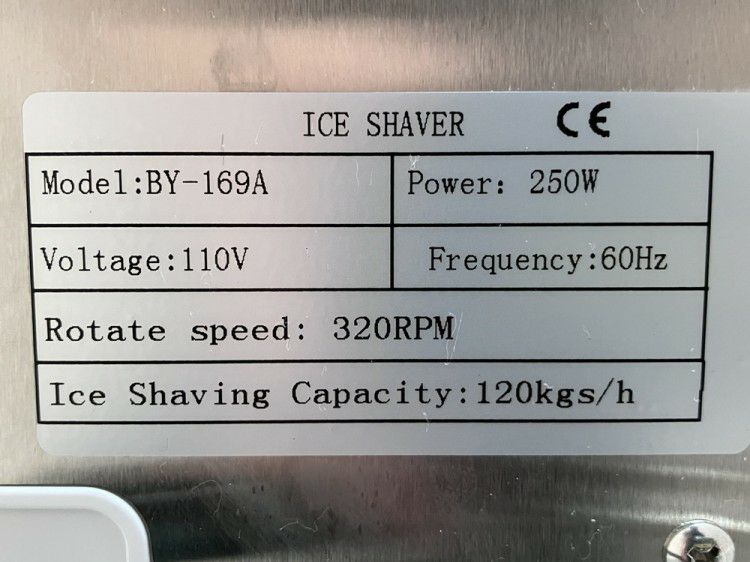 ICE SHAVER CE
Model:BY-169A Power: 250W
Voltage:110V Frequency:60Hz
Rotate speed: 320RPM
Ice Shaving Capacity:120kgs/h